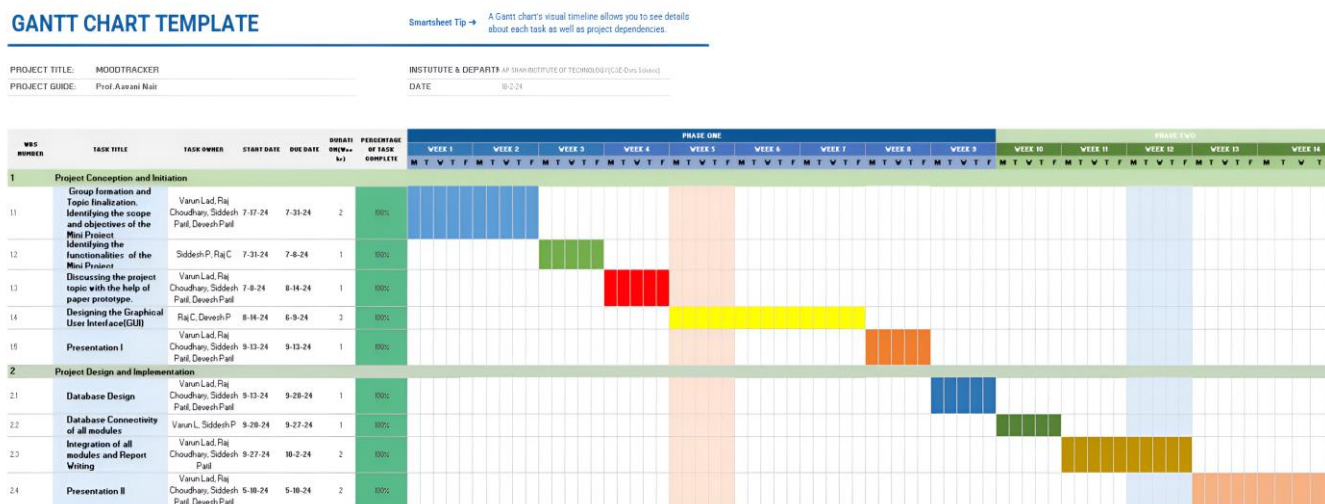 GANTT CHART TEMPLATE
Smartsheet Tip ➔
A Gantt chart's visual timeline allows you to see details
about each task as well as project dependencies.
PROJECT TITLE: MOODTRACKER
INSTUTUTE & DEPARTM
INSTITUTE OF TECHNOLOGY
PROJECT GUIDE: Prof.Aavani Nair
DATE 18-2-24
WBS NUMBER TASK TITLE TASK OWNER START DATE DUE DATE DURATION(Weeks) PERCENTAGE OF TASK COMPLETE
PHASE ONE PHASE TWO
WEEK 1 WEEK 2 WEEK 3 WEEK 4 WEEK 5 WEEK 6 WEEK 7 WEEK 8 WEEK 9 WEEK 10 WEEK 11 WEEK 12 WEEK 13 WEEK 14
M T W T F M T W T F M T W T F M T W T F M T W T F M T W T F M T W T F M T W T F M T W T F M T W T F M T W T F M T W T F M T W T F M T W T
1 Project Conception and Initiation
1.1 Group formation and Topic finalization. Identifying the scope and objectives of the Mini Project Varun Lad, Raj Choudhary, Siddesh Patil, Devesh Patil 7-17-24 7-31-24 2 100%
1.2 Identifying the functionalities of the Mini Project Siddesh P, Raj C 7-31-24 7-8-24 1 100%
1.3 Discussing the project topic with the help of paper prototype. Varun Lad, Raj Choudhary, Siddesh Patil, Devesh Patil 7-8-24 8-14-24 1 100%
1.4 Designing the Graphical User Interface(GUI) Raj C, Devesh P 8-14-24 6-9-24 3 100%
1.5 Presentation I Varun Lad, Raj Choudhary, Siddesh Patil, Devesh Patil 9-13-24 9-13-24 1 100%
2 Project Design and Implementation
2.1 Database Design Varun Lad, Raj Choudhary, Siddesh Patil, Devesh Patil 9-13-24 9-20-24 1 100%
2.2 Database Connectivity of all modules Varun L, Siddesh P 9-20-24 9-27-24 1 100%
2.3 Integration of all modules and Report Writing Varun Lad, Raj Choudhary, Siddesh Patil 9-27-24 10-2-24 2 100%
2.4 Presentation II Varun Lad, Raj Choudhary, Siddesh Patil, Devesh Patil 5-10-24 5-10-24 2 100%